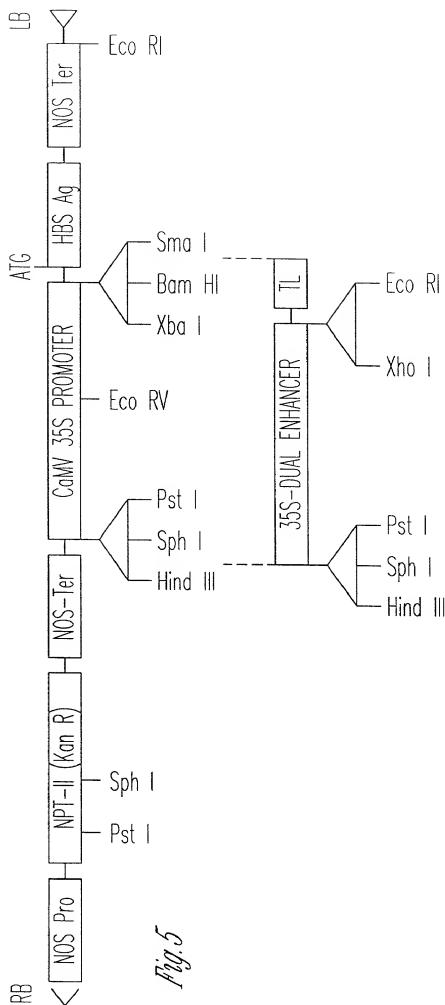 RB
NOS Pro
NPT-II (Kan R)
NOS-Ter
CaMV 35S PROMOTER
ATG
HBS Ag
NOS Ter
LB
Pst I
Sph I
Hind III
Sph I
Pst I
Eco RV
Xba I
Bam HI
Sma I
Eco RI
35S-DUAL ENHANCER
TL
Hind III
Sph I
Pst I
Xho I
Eco RI
Fig.5